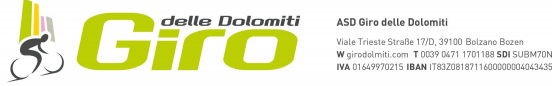 delle Dolomiti
Giro
ASD Giro delle Dolomiti
Viale Trieste Straße 17/D, 39100 Bolzano Bozen
W girodolmiti.com T 0039 0471 1701188 SDI SUBM70N
IVA 01649970215 IBAN IT83Z0818711600000004043435